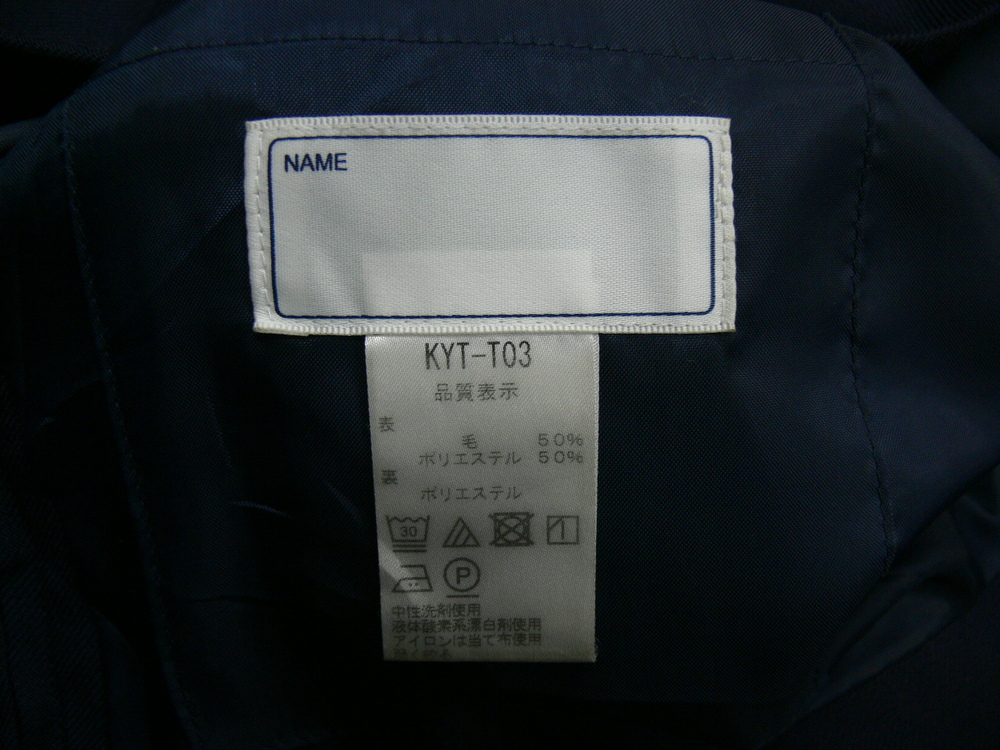 NAME
KYT-T03
品質表示
表
毛 50%
ポリエステル 50%
裏
ポリエステル
30
P
中性洗剤使用
液体酸素系漂白剤使用
アイロンは当て布使用